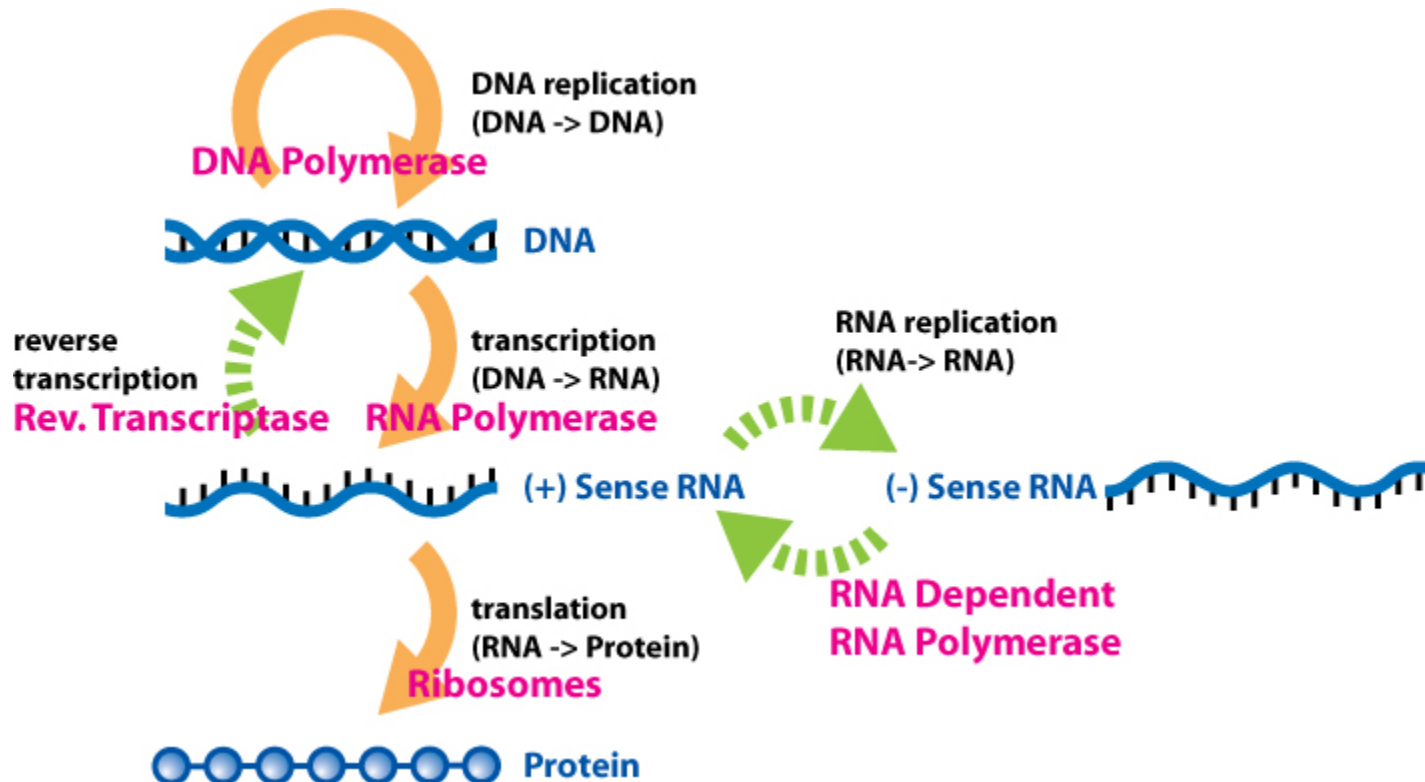 DNA replication
(DNA -> DNA)
DNA Polymerase
DNA
reverse
transcription
Rev. Transcriptase
transcription
(DNA -> RNA)
RNA Polymerase
RNA replication
(RNA-> RNA)
(+) Sense RNA
(-) Sense RNA
RNA Dependent
RNA Polymerase
translation
(RNA -> Protein)
Ribosomes
Protein